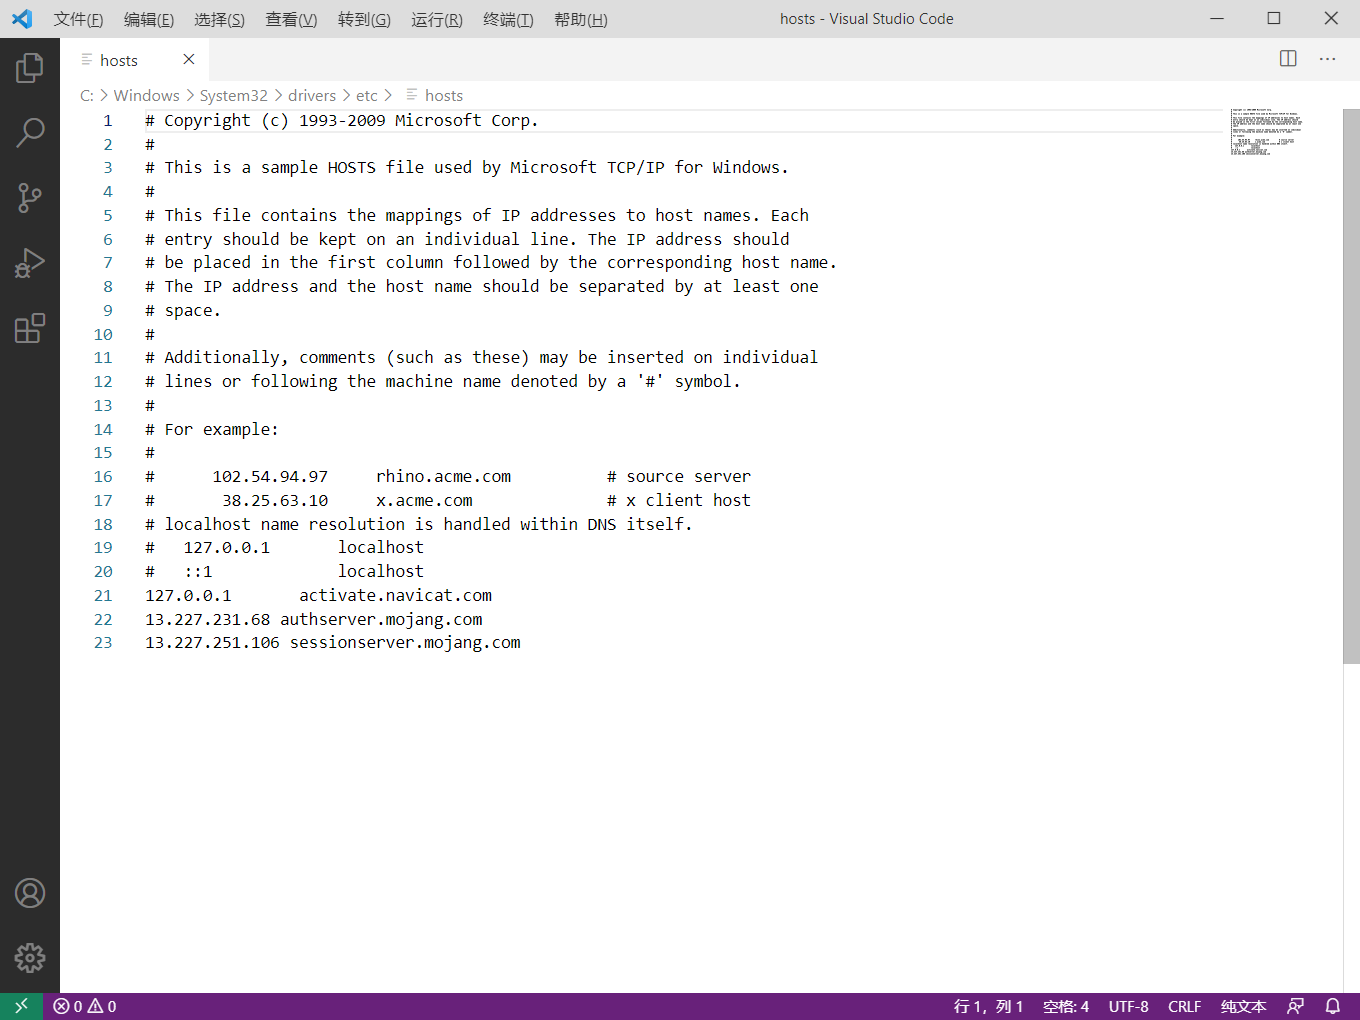 文件(F) 编辑(E) 选择(S) 查看(V) 转到(G) 运行(R) 终端(T) 帮助(H) hosts - Visual Studio Code
hosts
C: > Windows > System32 > drivers > etc > hosts
1 # Copyright (c) 1993-2009 Microsoft Corp.
2 #
3 # This is a sample HOSTS file used by Microsoft TCP/IP for Windows.
4 #
5 # This file contains the mappings of IP addresses to host names. Each
6 # entry should be kept on an individual line. The IP address should
7 # be placed in the first column followed by the corresponding host name.
8 # The IP address and the host name should be separated by at least one
9 # space.
10 #
11 # Additionally, comments (such as these) may be inserted on individual
12 # lines or following the machine name denoted by a '#' symbol.
13 #
14 # For example:
15 #
16 #      102.54.94.97     rhino.acme.com          # source server
17 #       38.25.63.10     x.acme.com              # x client host
18 # localhost name resolution is handled within DNS itself.
19 #   127.0.0.1       localhost
20 #   ::1             localhost
21 127.0.0.1       activate.navicat.com
22 13.227.231.68 authserver.mojang.com
23 13.227.251.106 sessionserver.mojang.com
0 0 行 1，列 1 空格: 4 UTF-8 CRLF 纯文本